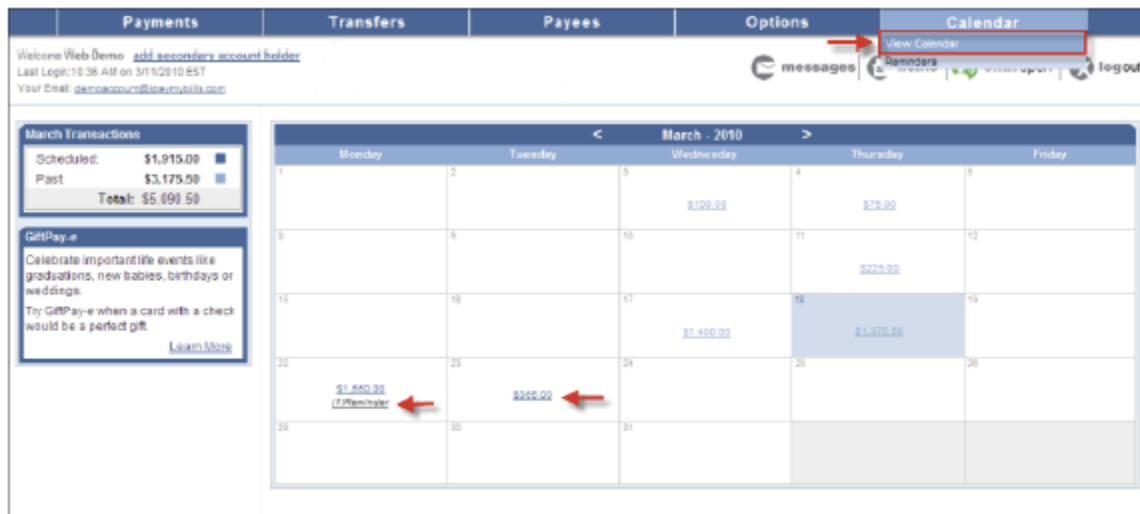 Payments Transfers Payees Options Calendar
View Calendar
Reminders
Welcome Web Demo add secondary account holder
Last Login:10:36 AM on 3/11/2010 EST
Your Email: demoaccount@ipaymybills.com
messages logout
March Transactions
Scheduled: $1,915.00
Past $3,175.50
Total: $5,090.50
GiftPay-e
Celebrate important life events like
graduations, new babies, birthdays or
weddings.
Try GiftPay-e when a card with a check
would be a perfect gift.
Learn More
< March - 2010 >
Monday Tuesday Wednesday Thursday Friday
1 2 3 4 5
$100.00 $75.00
8 9 10 11 12
$225.00
15 16 17 18 19
$1,400.00 $1,375.50
22 23 24 25 26
$1,550.00 $365.00
(1)Reminder
29 30 31